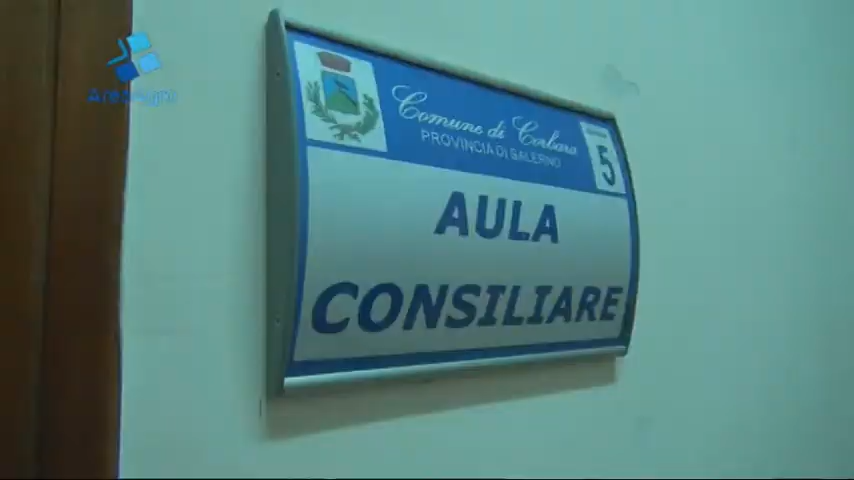 Comune di Corbara
PROVINCIA DI SALERNO
5
AULA
CONSILIARE